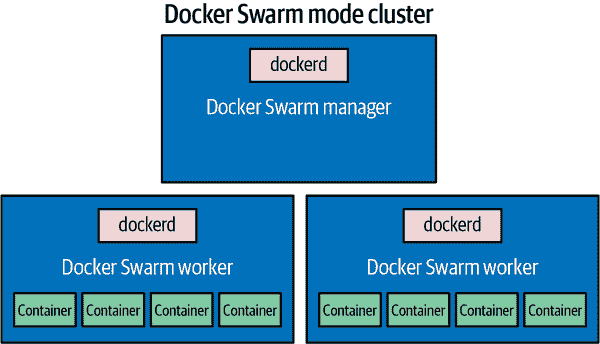 Docker Swarm mode cluster
dockerd
Docker Swarm manager
dockerd
Docker Swarm worker
Container Container Container Container
dockerd
Docker Swarm worker
Container Container Container Container